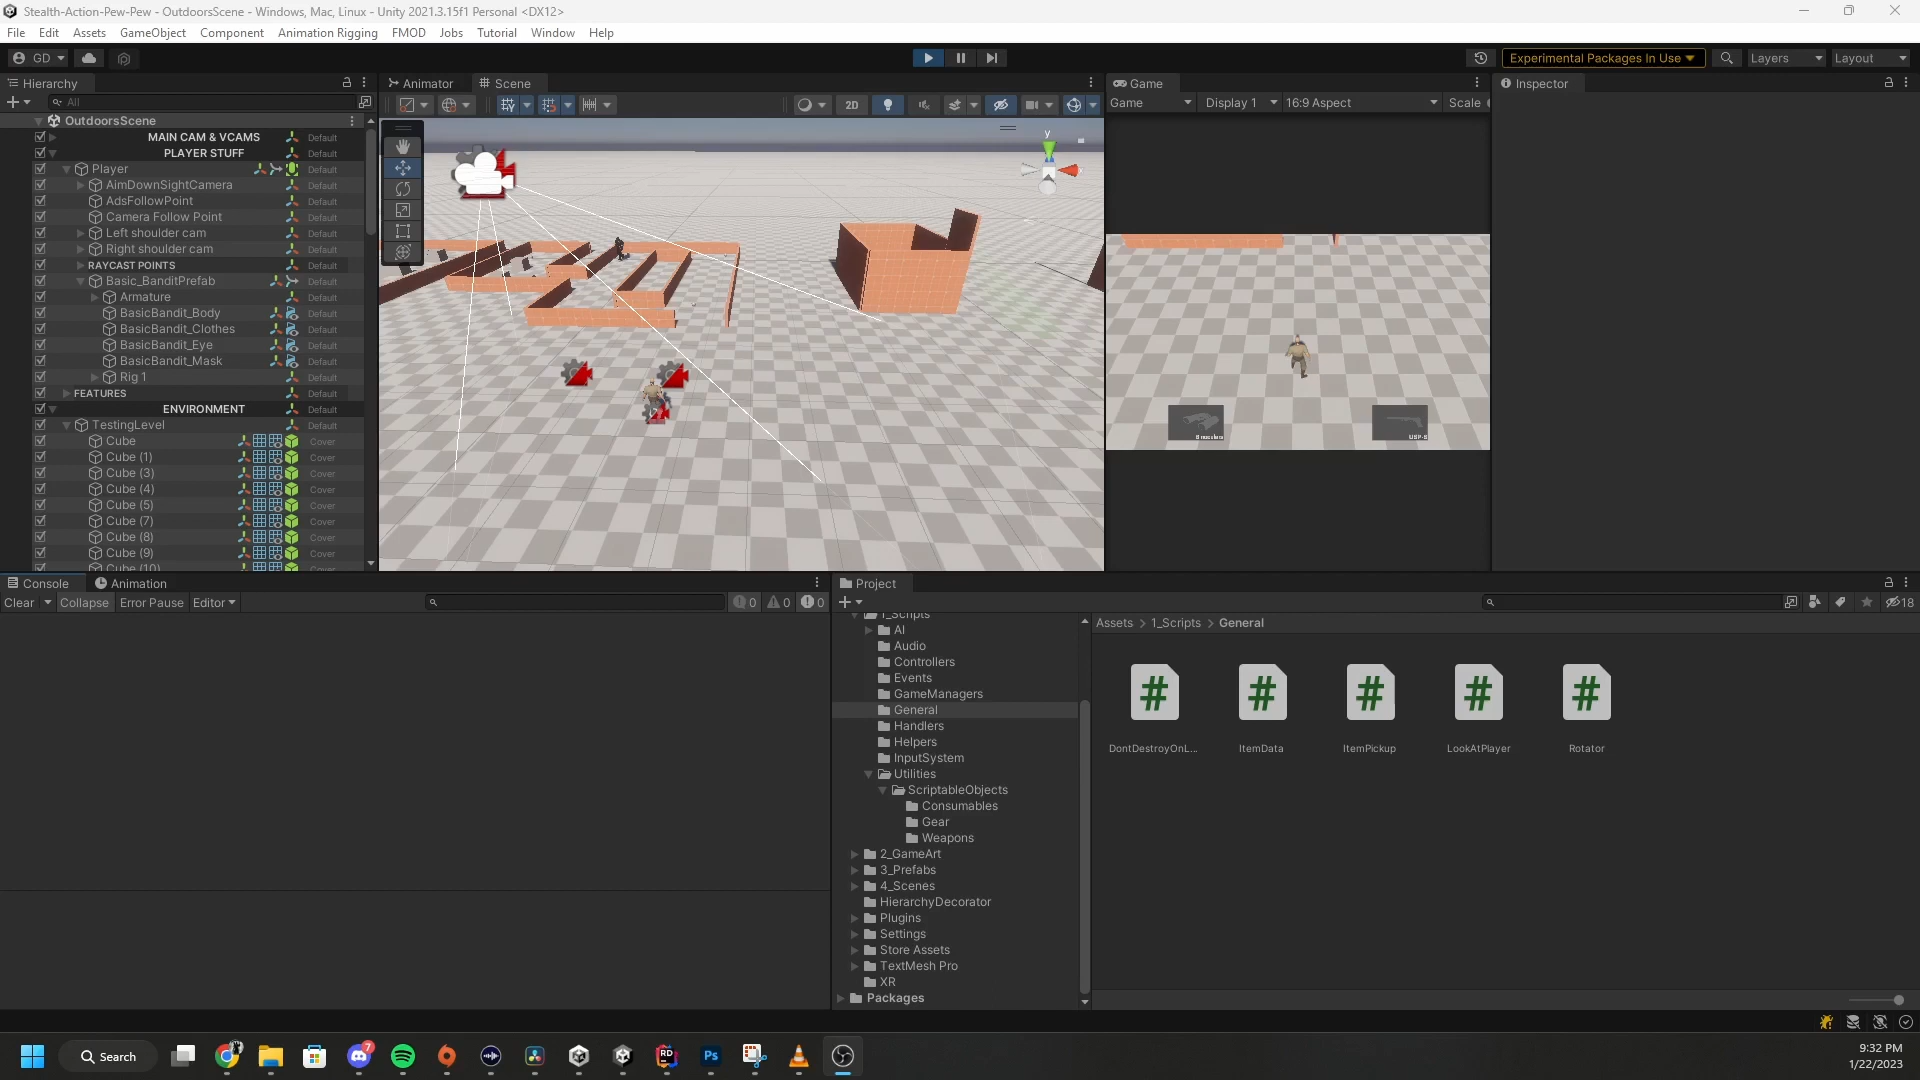 Stealth-Action-Pew-Pew - OutdoorsScene - Windows, Mac, Linux - Unity 2021.3.15f1 Personal <DX12>
File Edit Assets GameObject Component Animation Rigging FMOD Jobs Tutorial Window Help
GD Experimental Packages In Use Layers Layout
Hierarchy
All
OutdoorsScene
MAIN CAM & VCAMS Default
PLAYER STUFF Default
Player Default
AimDownSightCamera Default
AdsFollowPoint Default
Camera Follow Point Default
Left shoulder cam Default
Right shoulder cam Default
RAYCAST POINTS Default
Basic_BanditPrefab Default
Armature Default
BasicBandit_Body Default
BasicBandit_Clothes Default
BasicBandit_Eye Default
BasicBandit_Mask Default
Rig 1 Default
FEATURES Default
ENVIRONMENT Default
TestingLevel Default
Cube Cover
Cube (1) Cover
Cube (3) Cover
Cube (4) Cover
Cube (5) Cover
Cube (7) Cover
Cube (8) Cover
Cube (9) Cover
Cube (10) Cover
Animator Scene
2D
y
Game
Game Display 1 16:9 Aspect Scale
Binoculars
USP-S
Inspector
Console Animation
Clear Collapse Error Pause Editor 0 0 0
Project
18
1_Scripts
AI
Audio
Controllers
Events
GameManagers
General
Handlers
Helpers
InputSystem
Utilities
ScriptableObjects
Consumables
Gear
Weapons
2_GameArt
3_Prefabs
4_Scenes
HierarchyDecorator
Plugins
Settings
Store Assets
TextMesh Pro
XR
Packages
Assets > 1_Scripts > General
DontDestroyOnL... ItemData ItemPickup LookAtPlayer Rotator
Search
7
RD
Ps
9:32 PM
1/22/2023